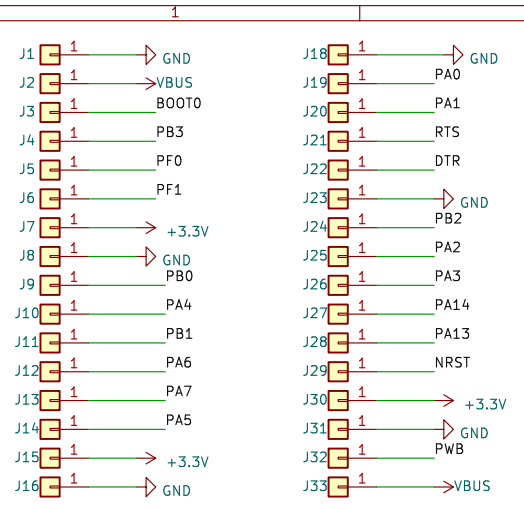 1
J1 1 GND
J2 1 VBUS
J3 1 BOOT0
J4 1 PB3
J5 1 PF0
J6 1 PF1
J7 1 +3.3V
J8 1 GND
J9 1 PB0
J10 1 PA4
J11 1 PB1
J12 1 PA6
J13 1 PA7
J14 1 PA5
J15 1 +3.3V
J16 1 GND
J18 1 GND
J19 1 PA0
J20 1 PA1
J21 1 RTS
J22 1 DTR
J23 1 GND
J24 1 PB2
J25 1 PA2
J26 1 PA3
J27 1 PA14
J28 1 PA13
J29 1 NRST
J30 1 +3.3V
J31 1 GND
J32 1 PWB
J33 1 VBUS